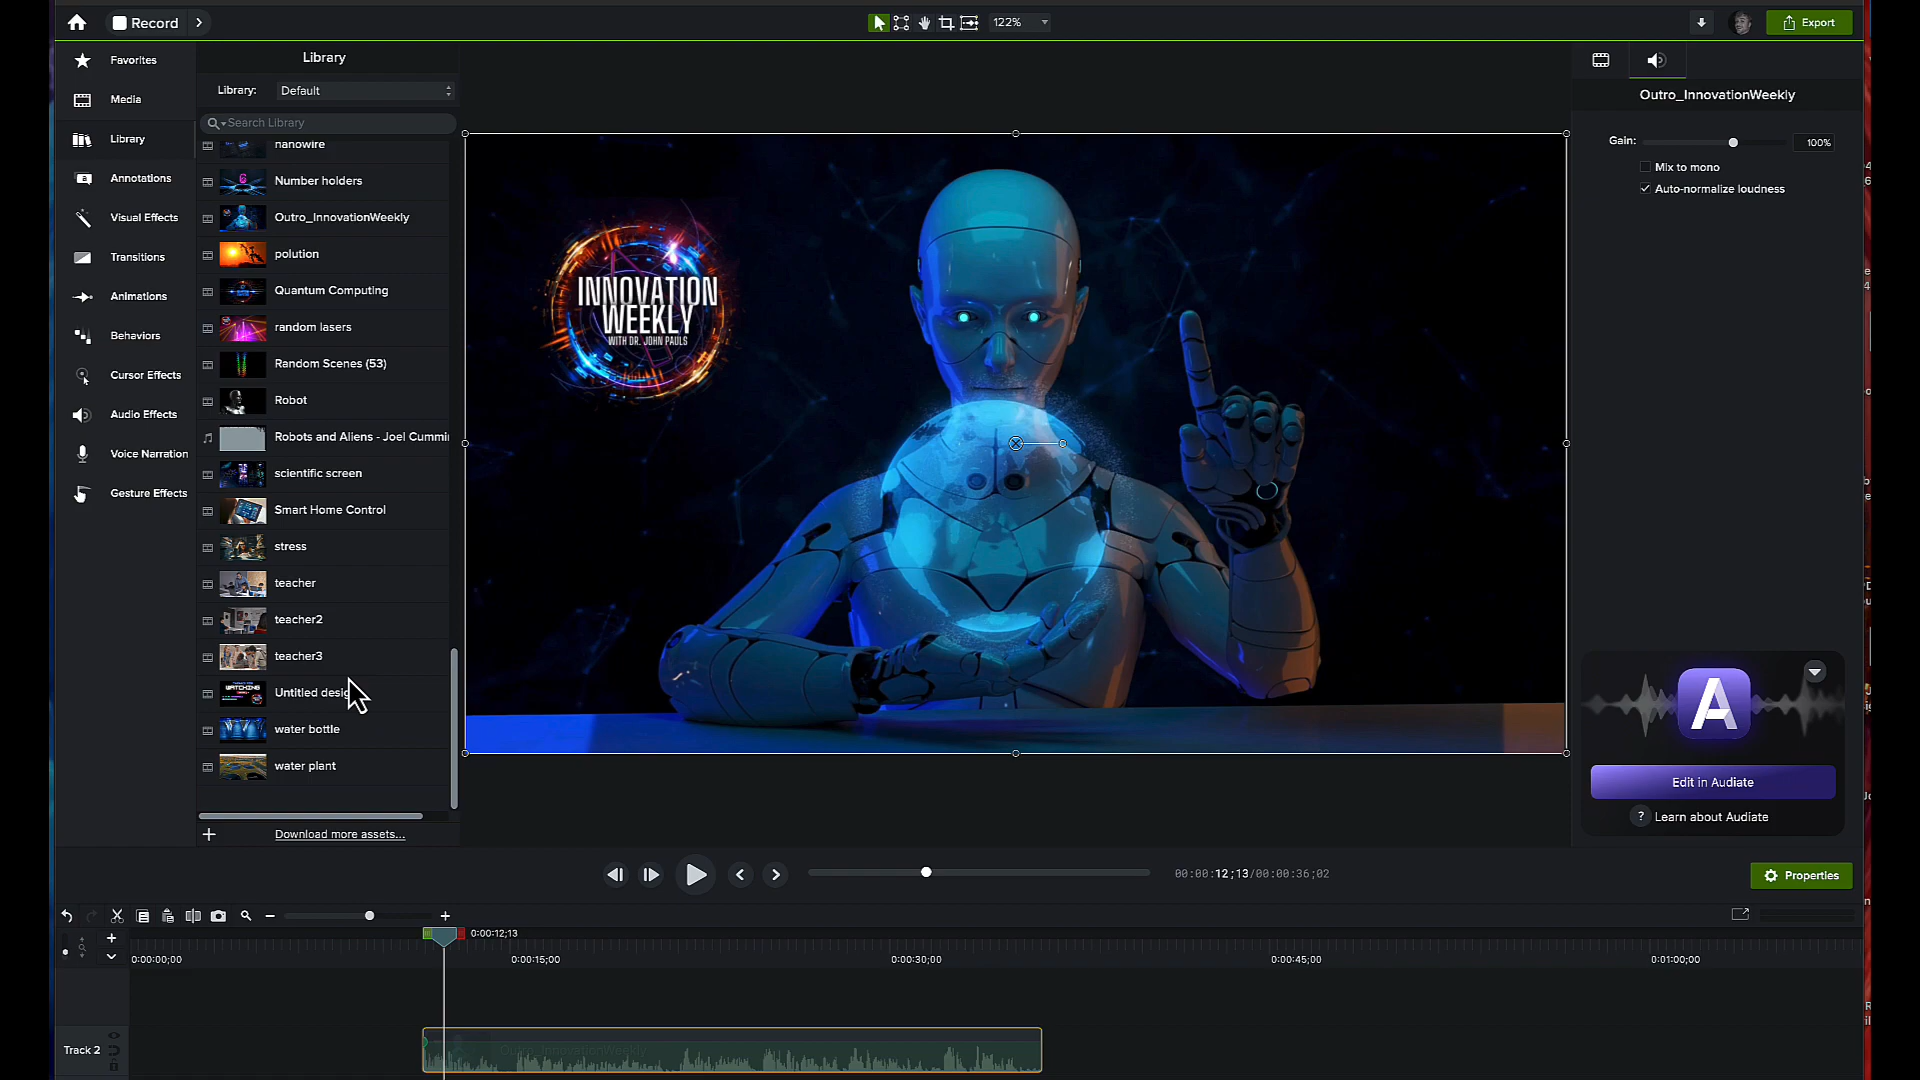 Record
122%
Export
Favorites
Media
Library
Annotations
Visual Effects
Transitions
Animations
Behaviors
Cursor Effects
Audio Effects
Voice Narration
Gesture Effects
Library
Library: Default
Search Library
nanowire
Number holders
Outro_InnovationWeekly
polution
Quantum Computing
random lasers
Random Scenes (53)
Robot
Robots and Aliens - Joel Cummi
scientific screen
Smart Home Control
stress
teacher
teacher2
teacher3
Untitled desig
water bottle
water plant
Download more assets...
INNOVATION
WEEKLY
WITH DR. JOHN PAULS
Outro_InnovationWeekly
Gain: 100%
Mix to mono
Auto-normalize loudness
A
Edit in Audiate
? Learn about Audiate
00:00:12;13/00:00:36;02
Properties
0:00:12;13
0:00:00;00
0:00:15;00
0:00:30;00
0:00:45;00
0:01:00;00
Track 2
Outro_InnovationWeekly